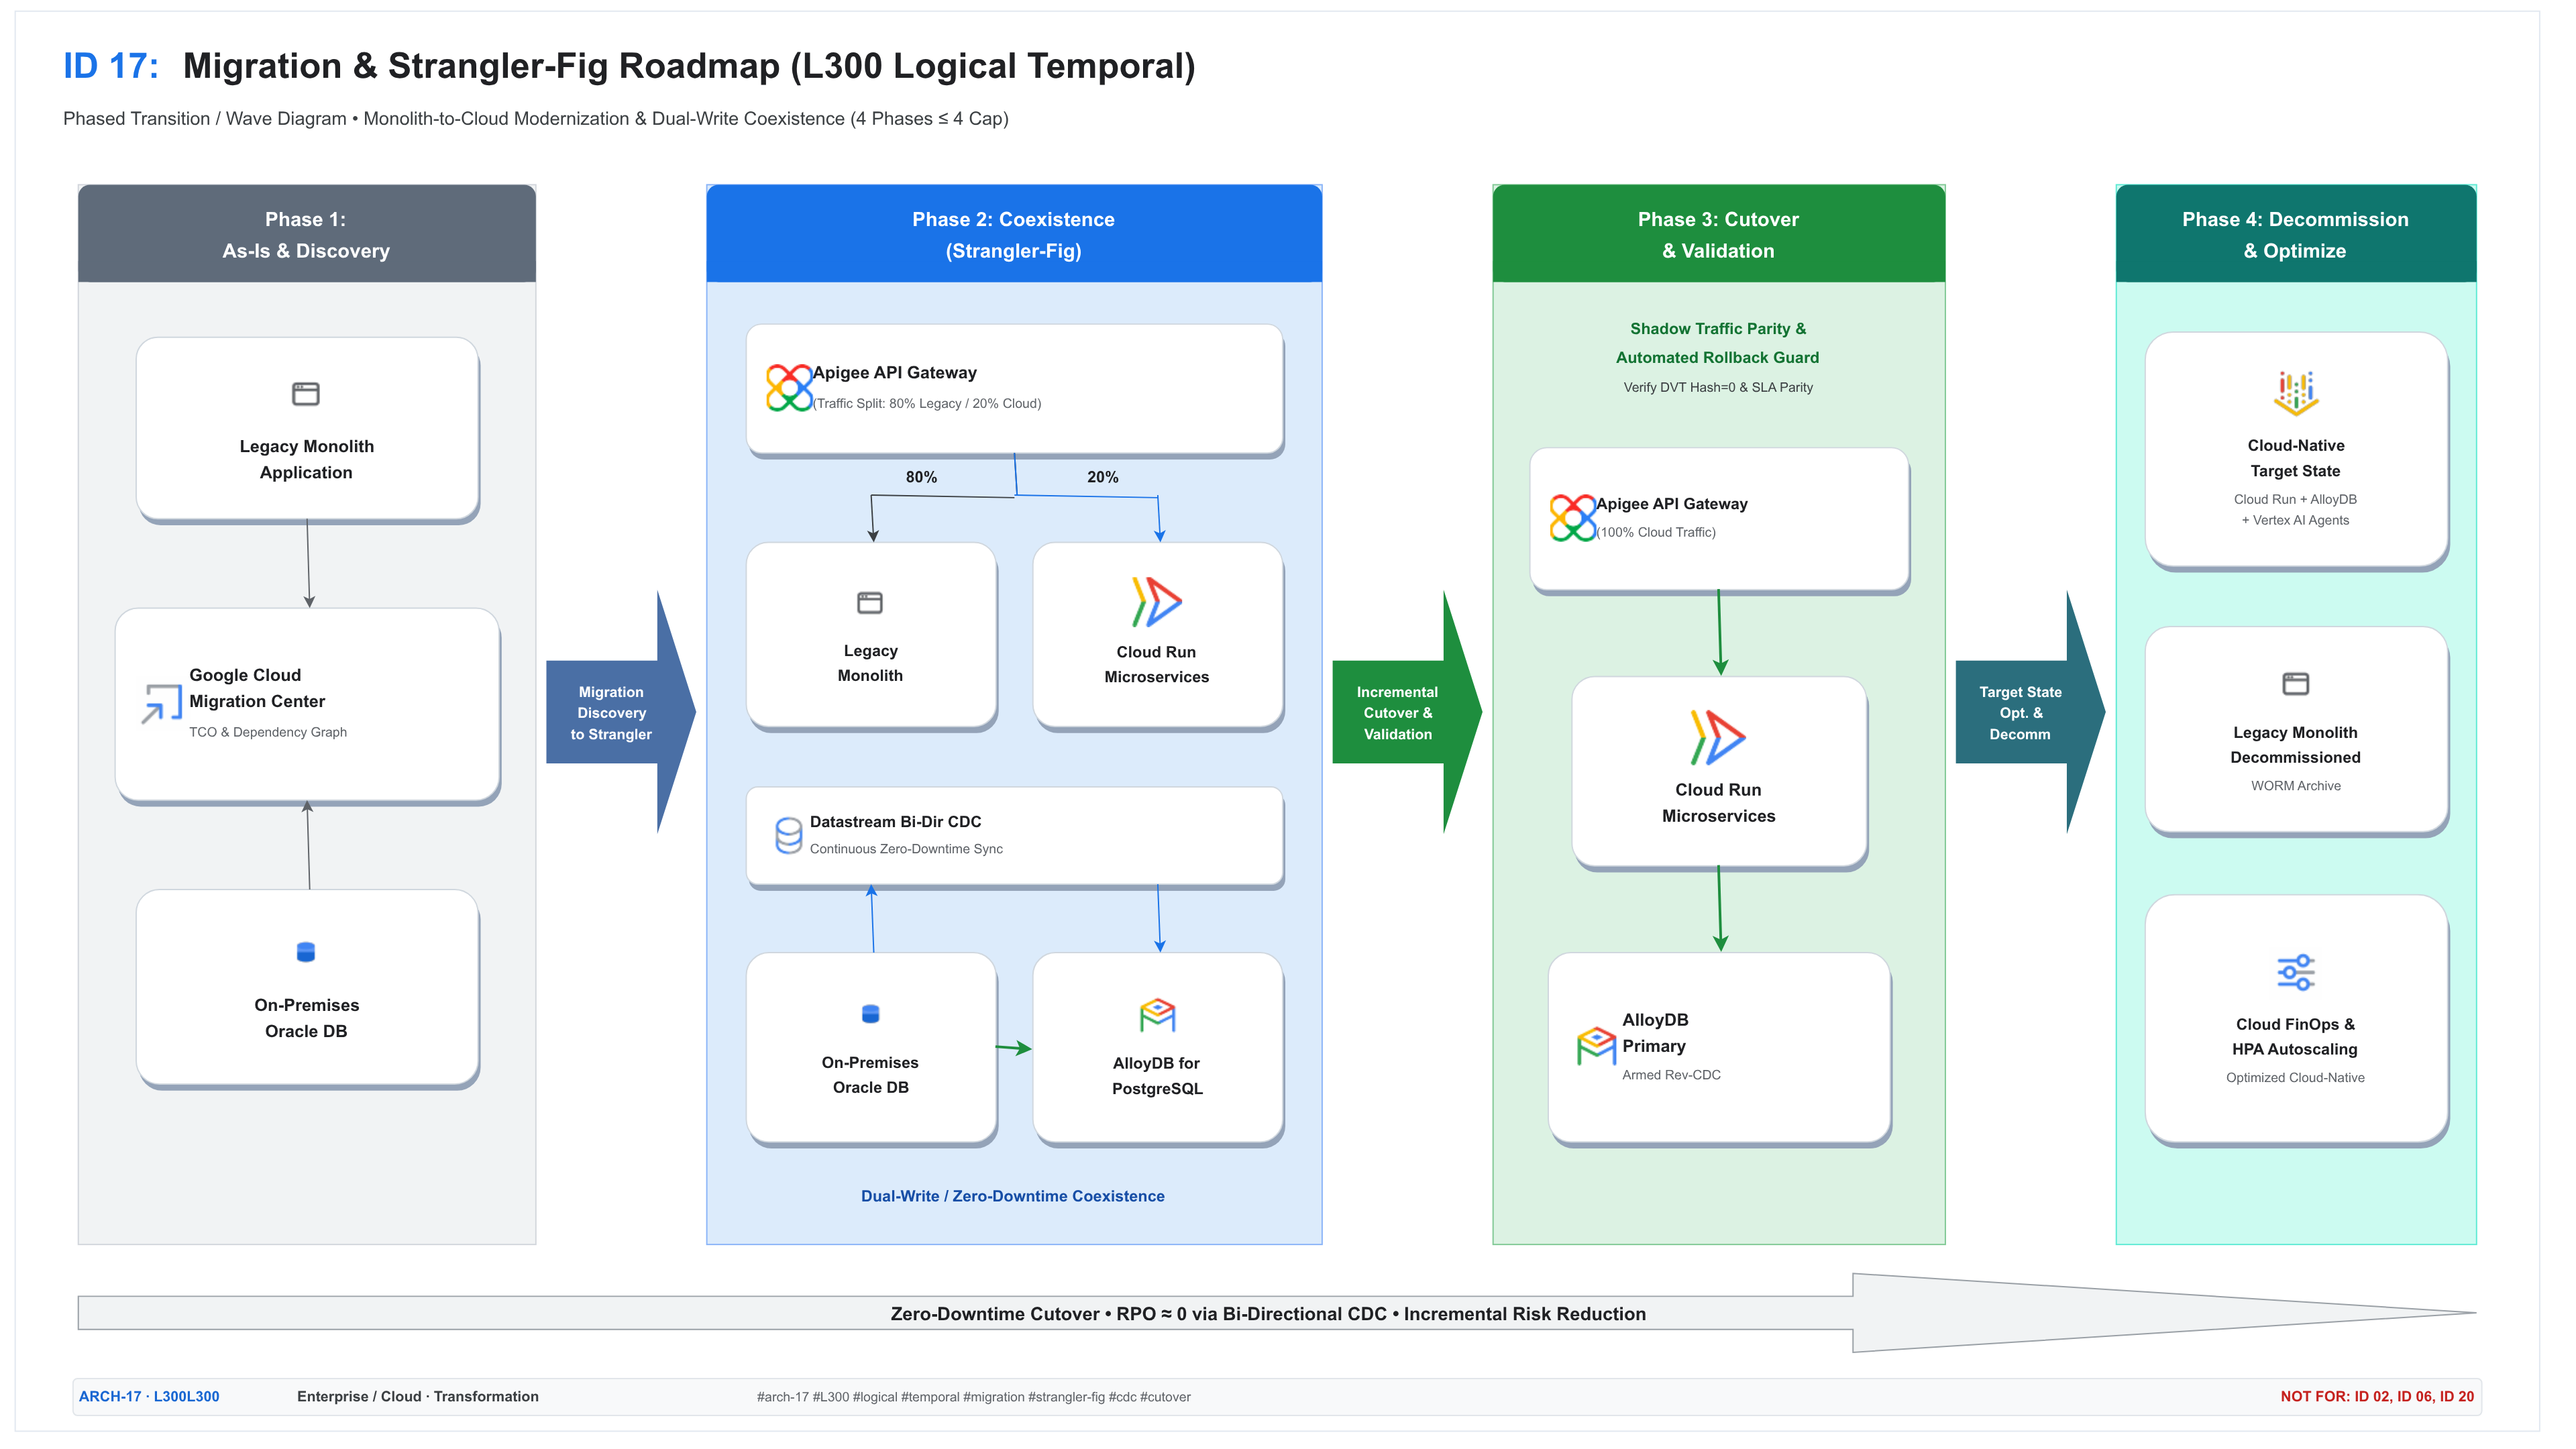 ID 17: Migration & Strangler-Fig Roadmap (L300 Logical Temporal)
Phased Transition / Wave Diagram • Monolith-to-Cloud Modernization & Dual-Write Coexistence (4 Phases ≤ 4 Cap)
Phase 1:
As-Is & Discovery
Legacy Monolith
Application
Google Cloud
Migration Center
TCO & Dependency Graph
On-Premises
Oracle DB
Migration
Discovery
to Strangler
Phase 2: Coexistence
(Strangler-Fig)
Apigee API Gateway
(Traffic Split: 80% Legacy / 20% Cloud)
80%
20%
Legacy
Monolith
Cloud Run
Microservices
Datastream Bi-Dir CDC
Continuous Zero-Downtime Sync
On-Premises
Oracle DB
AlloyDB for
PostgreSQL
Dual-Write / Zero-Downtime Coexistence
Incremental
Cutover &
Validation
Phase 3: Cutover
& Validation
Shadow Traffic Parity &
Automated Rollback Guard
Verify DVT Hash=0 & SLA Parity
Apigee API Gateway
(100% Cloud Traffic)
Cloud Run
Microservices
AlloyDB
Primary
Armed Rev-CDC
Target State
Opt. &
Decomm
Phase 4: Decommission
& Optimize
Cloud-Native
Target State
Cloud Run + AlloyDB
+ Vertex AI Agents
Legacy Monolith
Decommissioned
WORM Archive
Cloud FinOps &
HPA Autoscaling
Optimized Cloud-Native
Zero-Downtime Cutover • RPO ≈ 0 via Bi-Directional CDC • Incremental Risk Reduction
ARCH-17 · L300L300
Enterprise / Cloud · Transformation
#arch-17 #L300 #logical #temporal #migration #strangler-fig #cdc #cutover
NOT FOR: ID 02, ID 06, ID 20